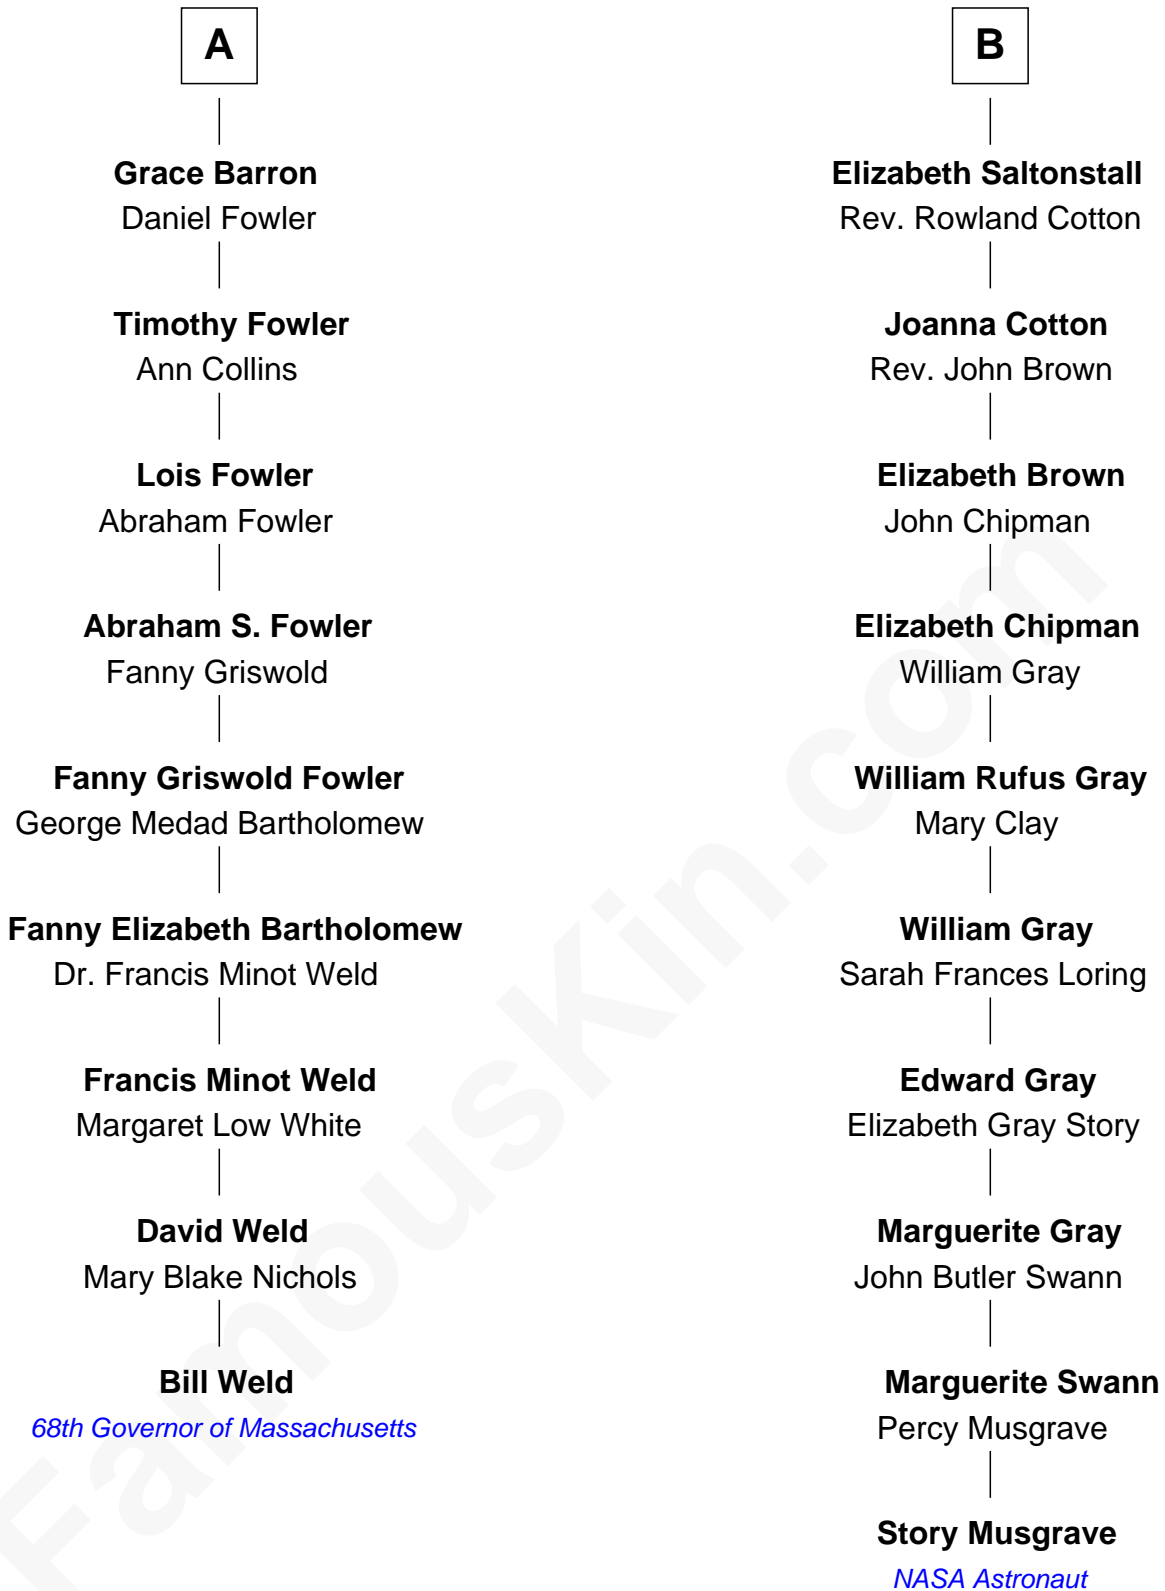 A
Grace Barron
Daniel Fowler
Timothy Fowler
Ann Collins
Lois Fowler
Abraham Fowler
Abraham S. Fowler
Fanny Griswold
Fanny Griswold Fowler
George Medad Bartholomew
Fanny Elizabeth Bartholomew
Dr. Francis Minot Weld
Francis Minot Weld
Margaret Low White
David Weld
Mary Blake Nichols
Bill Weld
68th Governor of Massachusetts
B
Elizabeth Saltonstall
Rev. Rowland Cotton
Joanna Cotton
Rev. John Brown
Elizabeth Brown
John Chipman
Elizabeth Chipman
William Gray
William Rufus Gray
Mary Clay
William Gray
Sarah Frances Loring
Edward Gray
Elizabeth Gray Story
Marguerite Gray
John Butler Swann
Marguerite Swann
Percy Musgrave
Story Musgrave
NASA Astronaut
FamousKin.com